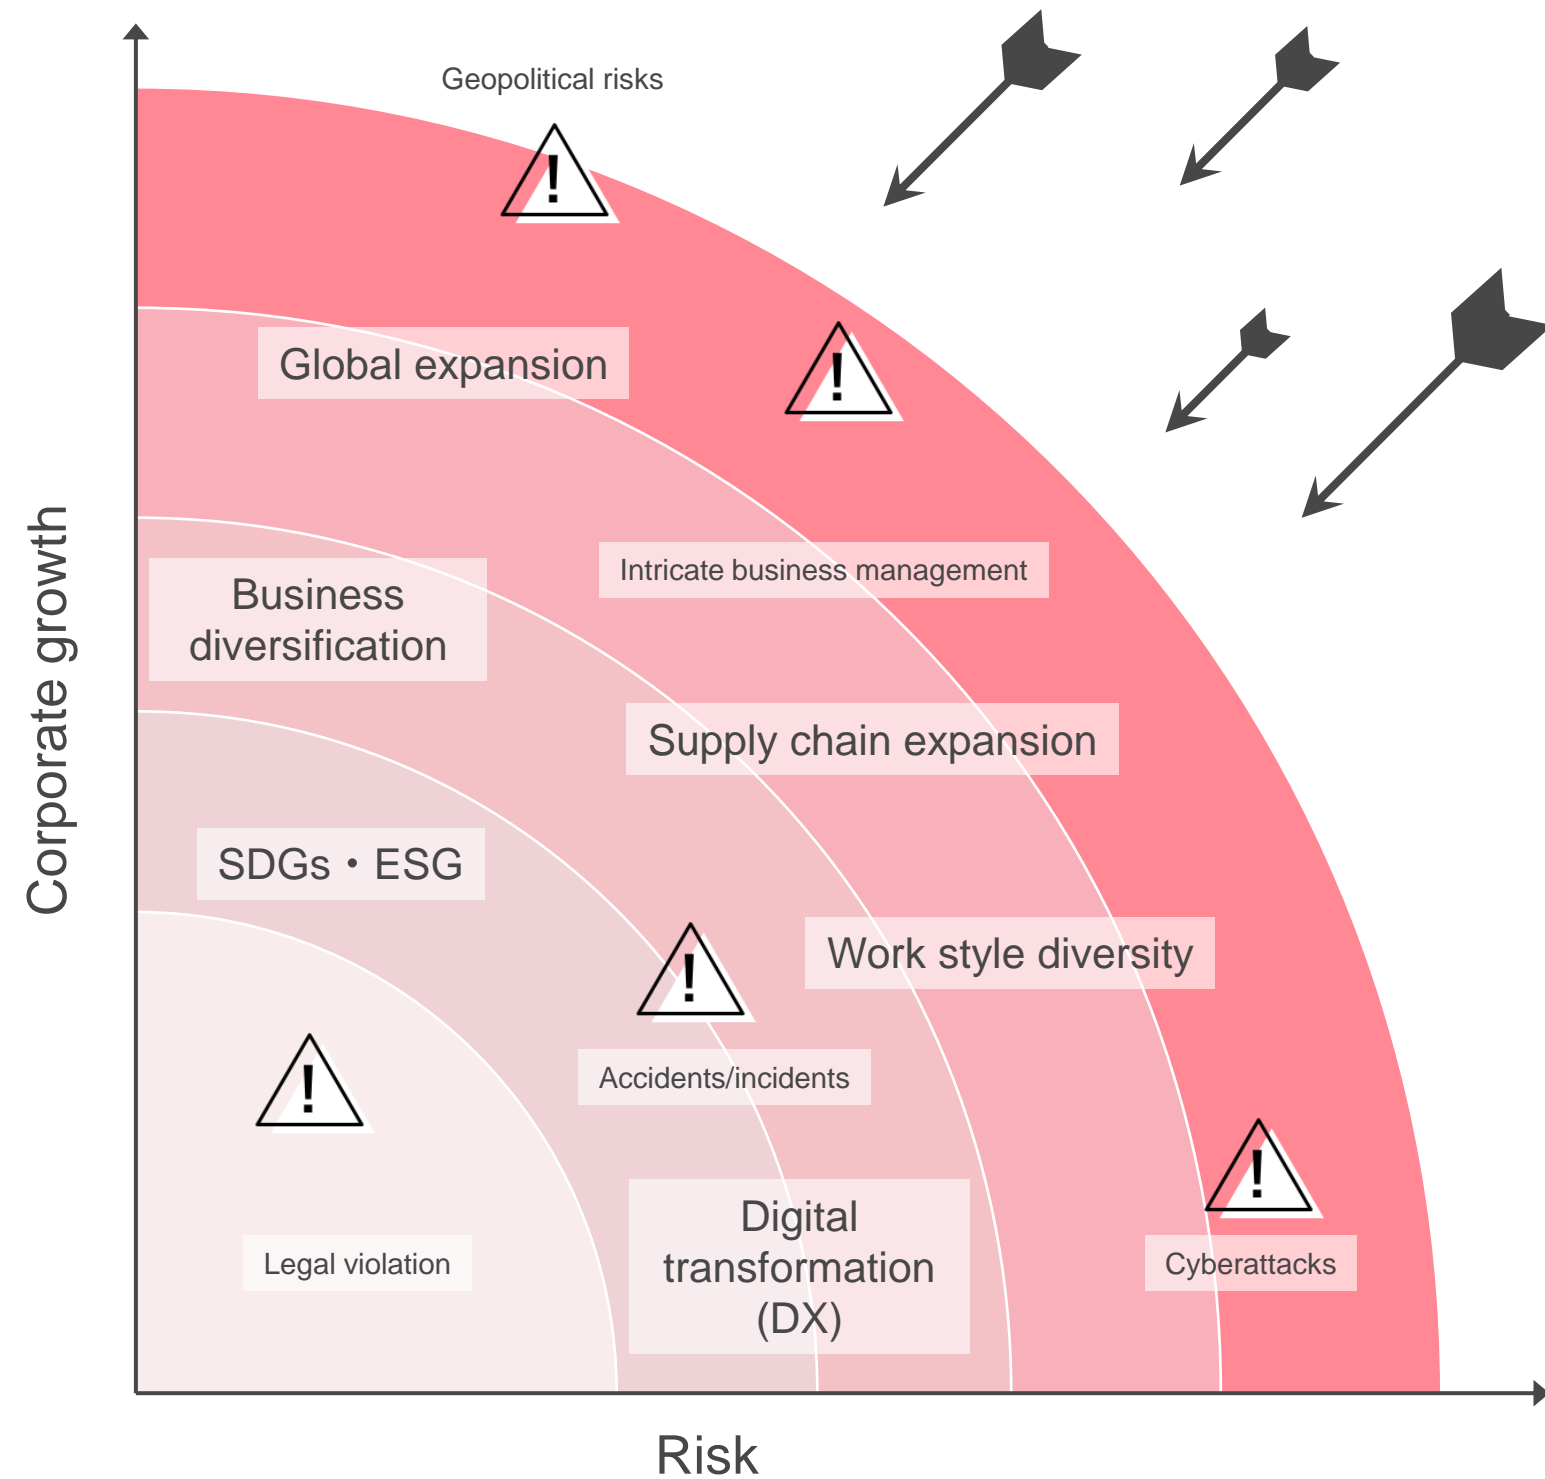 Geopolitical risks
Global expansion
Intricate business management
Business
diversification
Supply chain expansion
SDGs・ESG
Work style diversity
Accidents/incidents
Digital
transformation
(DX)
Legal violation
Cyberattacks
Corporate growth
Risk